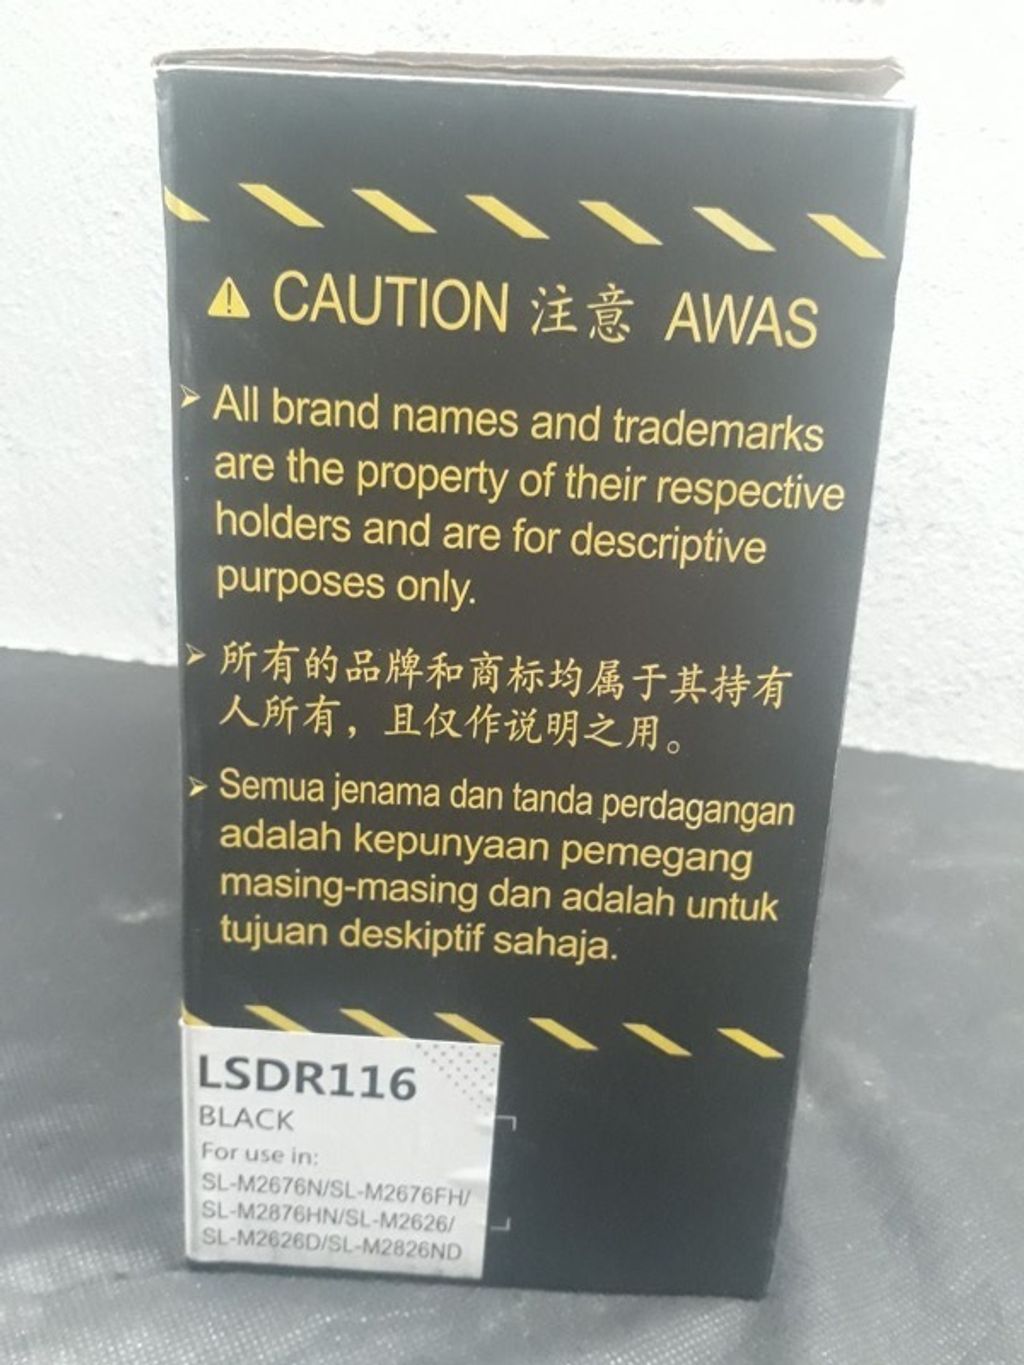 CAUTION 注意 AWAS
All brand names and trademarks
are the property of their respective
holders and are for descriptive
purposes only.
所有的品牌和商标均属于其持有
人所有，且仅作说明之用。
Semua jenama dan tanda perdagangan
adalah kepunyaan pemegang
masing-masing dan adalah untuk
tujuan deskiptif sahaja.
LSDR116
BLACK
For use in:
SL-M2676N/SL-M2676FH/
SL-M2876HN/SL-M2626/
SL-M2626D/SL-M2826ND